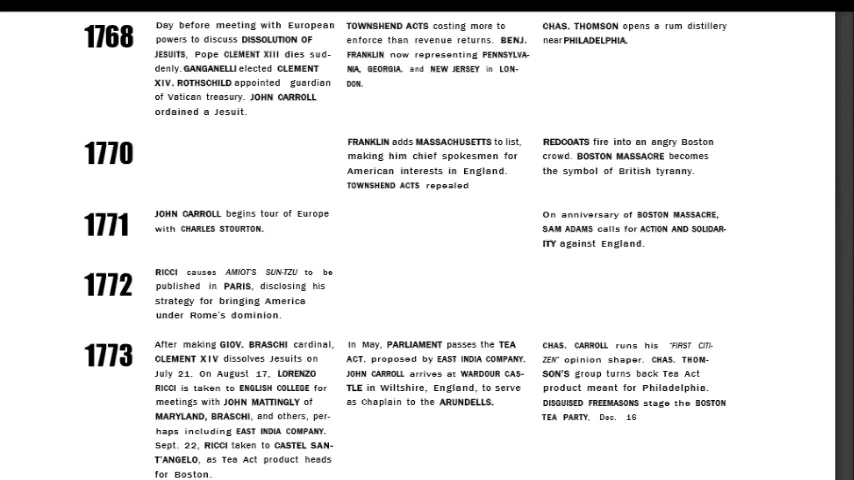 1768
Day before meeting with European
powers to discuss DISSOLUTION OF
JESUITS, Pope CLEMENT XIII dies sud-
denly. GANGANELLI elected CLEMENT
XIV. ROTHSCHILD appointed guardian
of Vatican treasury. JOHN CARROLL
ordained a Jesuit.
TOWNSHEND ACTS costing more to
enforce than revenue returns. BENJ.
FRANKLIN now representing PENNSYLVA-
NIA, GEORGIA. and NEW JERSEY in LON-
DON.
CHAS. THOMSON opens a rum distillery
near PHILADELPHIA.
1770
FRANKLIN adds MASSACHUSETTS to list,
making him chief spokesmen for
American interests in England.
TOWNSHEND ACTS repealed
REDCOATS fire into an angry Boston
crowd. BOSTON MASSACRE becomes
the symbol of British tyranny.
1771
JOHN CARROLL begins tour of Europe
with CHARLES STOURTON.
On anniversary of BOSTON MASSACRE,
SAM ADAMS calls for ACTION AND SOLIDAR-
ITY against England.
1772
RICCI causes AMIOT'S SUN-TZU to be
published in PARIS, disclosing his
strategy for bringing America
under Rome's dominion.
1773
After making GIOV. BRASCHI cardinal,
CLEMENT XIV dissolves Jesuits on
July 21. On August 17, LORENZO
RICCI is taken to ENGLISH COLLEGE for
meetings with JOHN MATTINGLY of
MARYLAND, BRASCHI, and others, per-
haps including EAST INDIA COMPANY.
Sept. 22, RICCI taken to CASTEL SAN-
T'ANGELO, as Tea Act product heads
for Boston.
In May, PARLIAMENT passes the TEA
ACT, proposed by EAST INDIA COMPANY.
JOHN CARROLL arrives at WARDOUR CAS-
TLE in Wiltshire, England, to serve
as Chaplain to the ARUNDELLS.
CHAS. CARROLL runs his "FIRST CITI-
ZEN" opinion shaper. CHAS. THOM-
SON'S group turns back Tea Act
product meant for Philadelphia.
DISGUISED FREEMASONS stage the BOSTON
TEA PARTY, Dec. 16